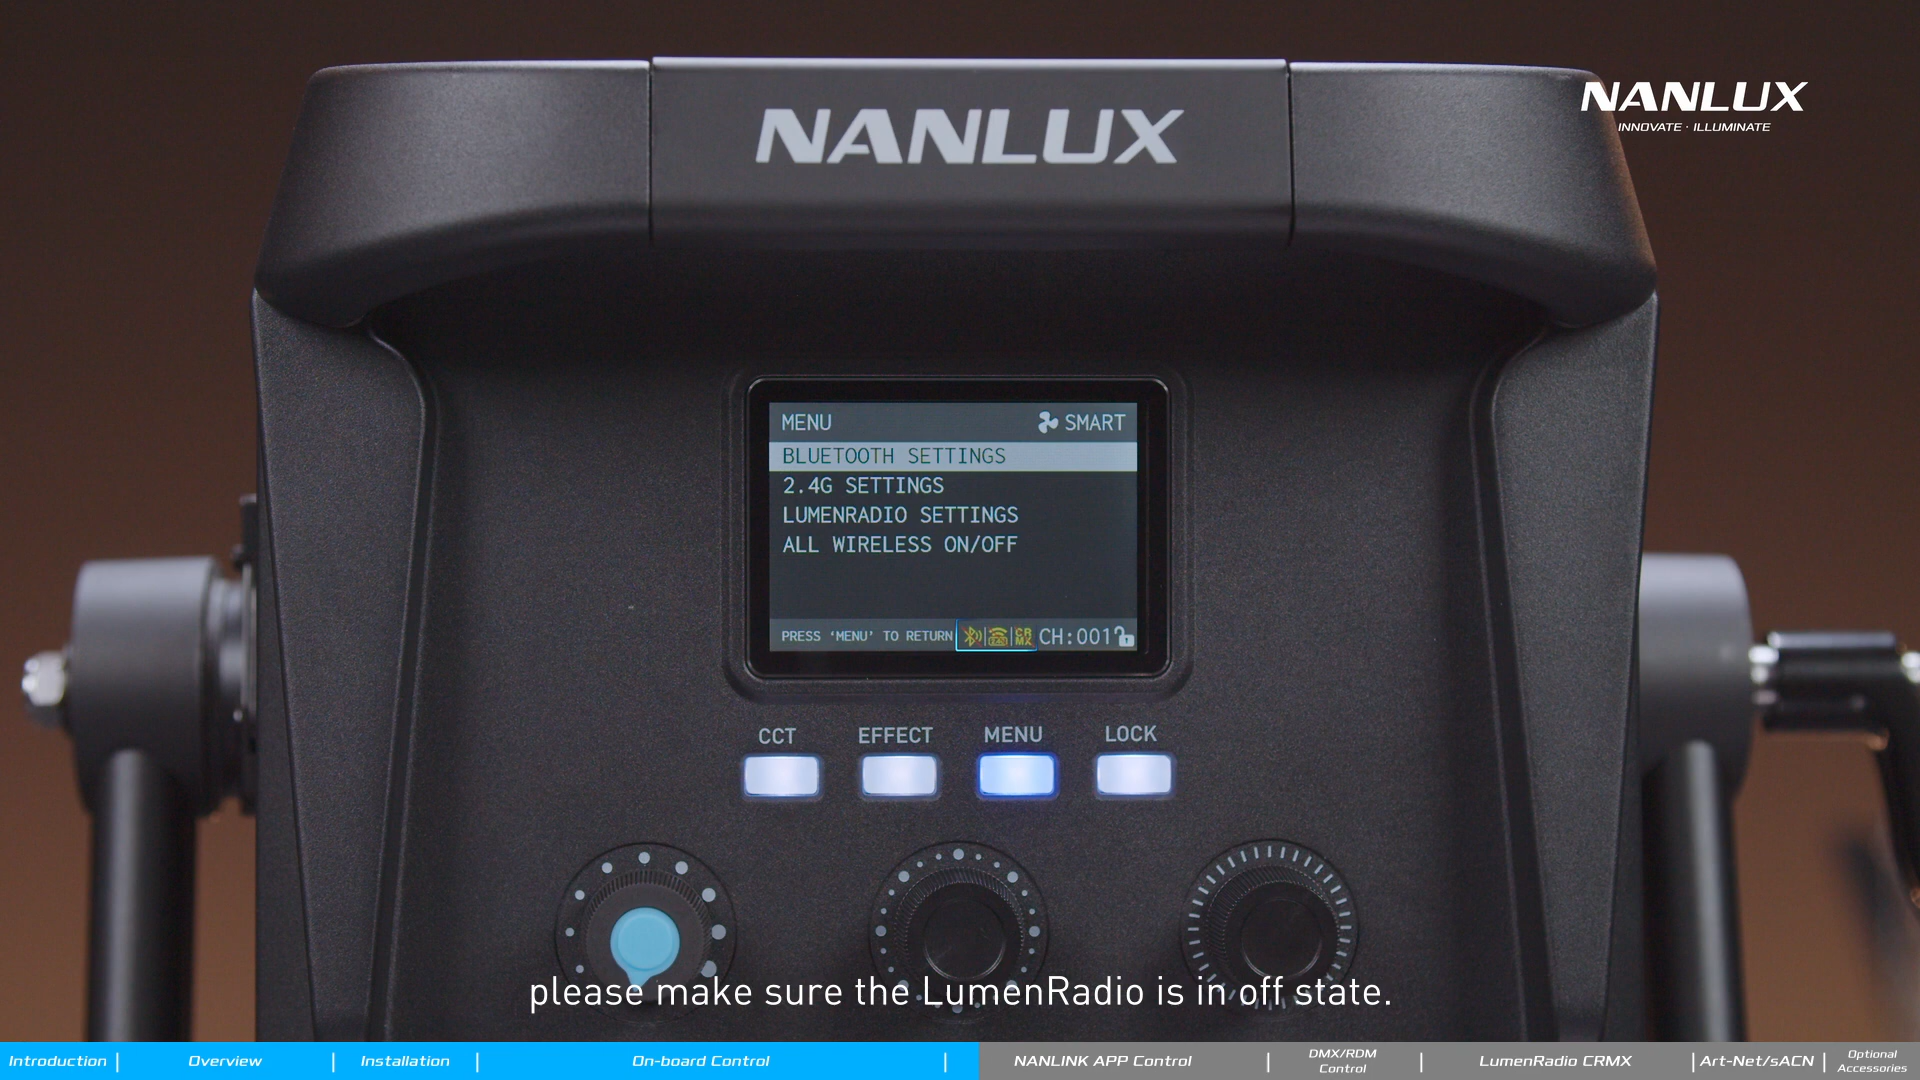 NANLUX
NANLUX
INNOVATE · ILLUMINATE
MENU SMART
BLUETOOTH SETTINGS
2.4G SETTINGS
LUMENRADIO SETTINGS
ALL WIRELESS ON/OFF
PRESS ‘MENU’ TO RETURN CRMX CH:001
CCT EFFECT MENU LOCK
please make sure the LumenRadio is in off state.
Introduction | Overview | Installation | On-board Control | NANLINK APP Control | DMX/RDM Control | LumenRadio CRMX | Art-Net/sACN | Optional Accessories